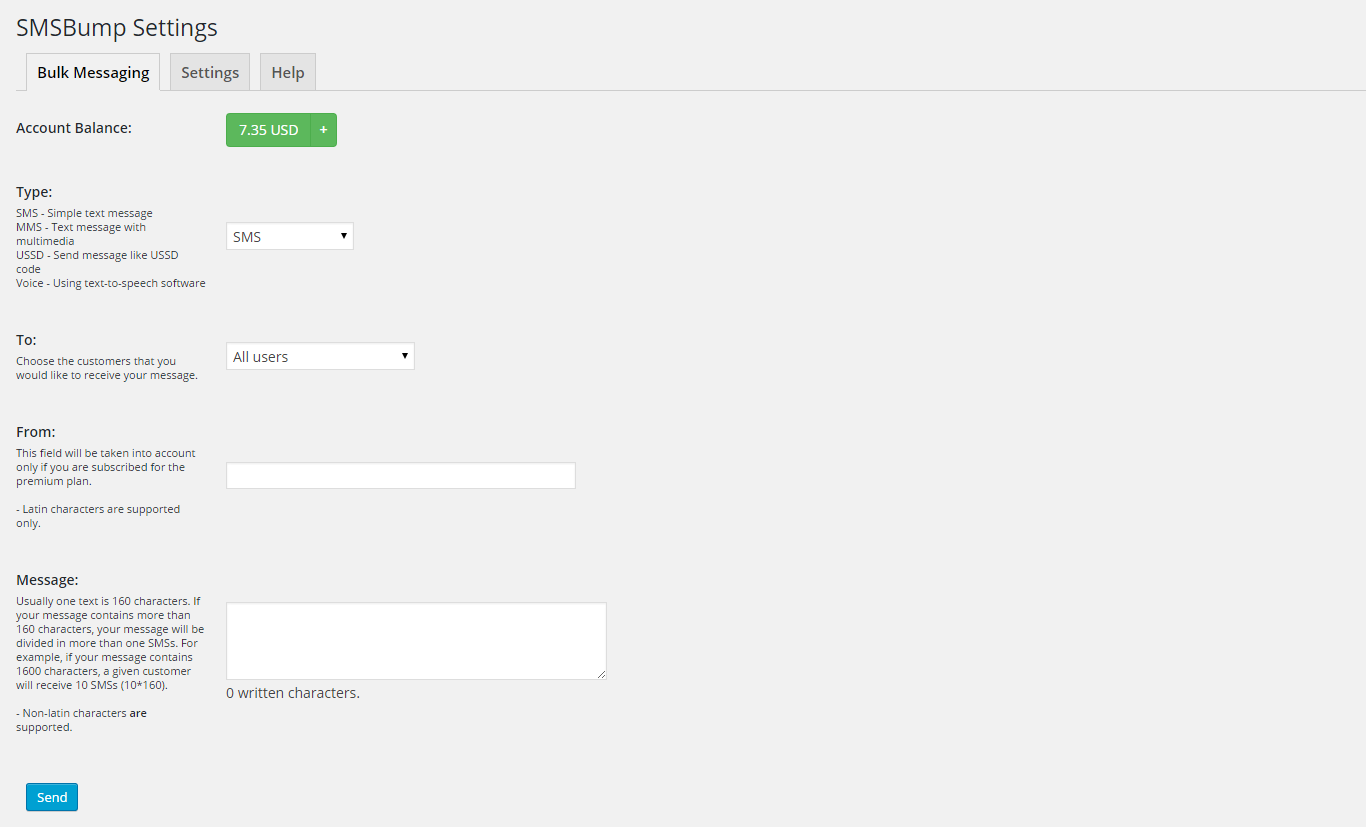 SMSBump Settings
Bulk Messaging
Settings
Help
Account Balance:
7.35 USD
+
Type:
SMS - Simple text message
MMS - Text message with
multimedia
USSD - Send message like USSD
code
Voice - Using text-to-speech software
SMS
To:
Choose the customers that you
would like to receive your message.
All users
From:
This field will be taken into account
only if you are subscribed for the
premium plan.
- Latin characters are supported
only.
Message:
Usually one text is 160 characters. If
your message contains more than
160 characters, your message will be
divided in more than one SMSs. For
example, if your message contains
1600 characters, a given customer
will receive 10 SMSs (10*160).
- Non-latin characters are
supported.
0 written characters.
Send